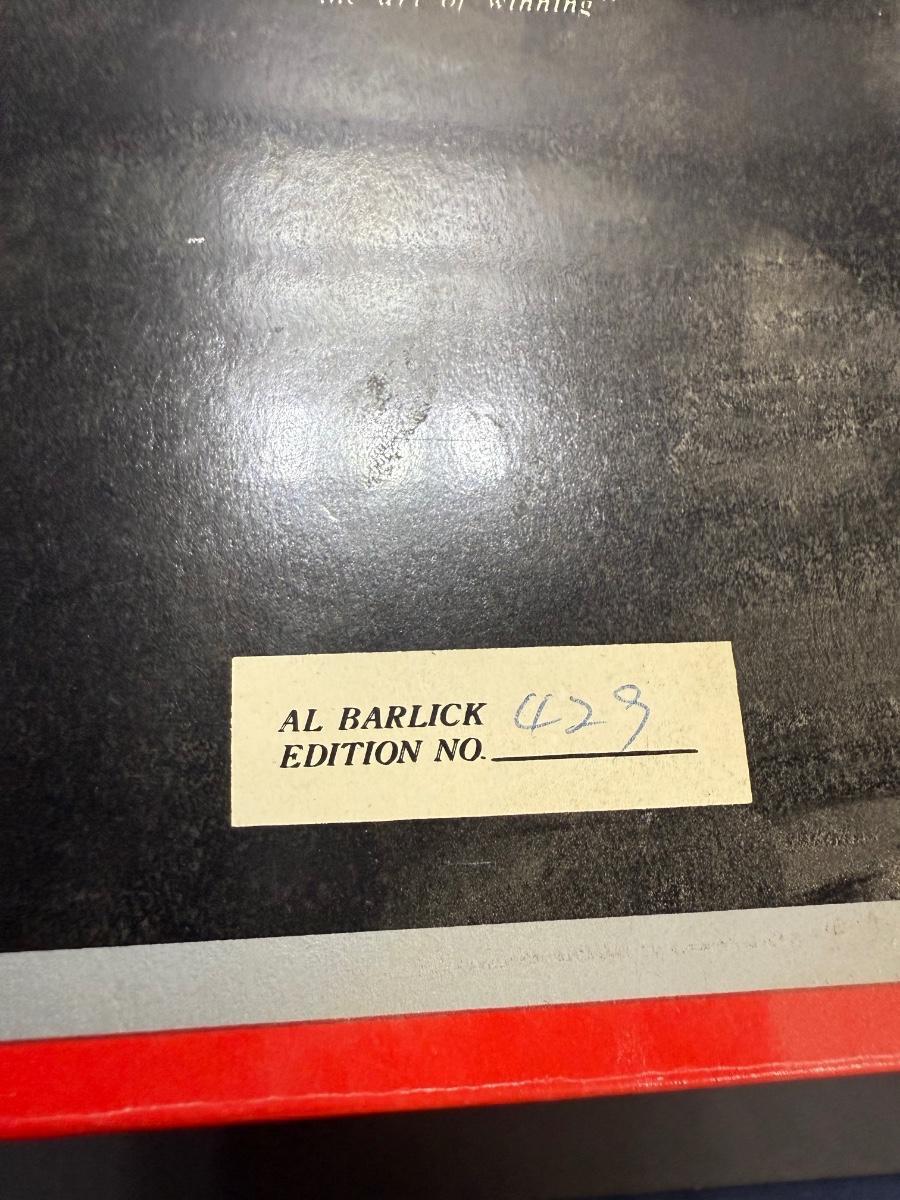 the art of winning"
AL BARLICK 429
EDITION NO.